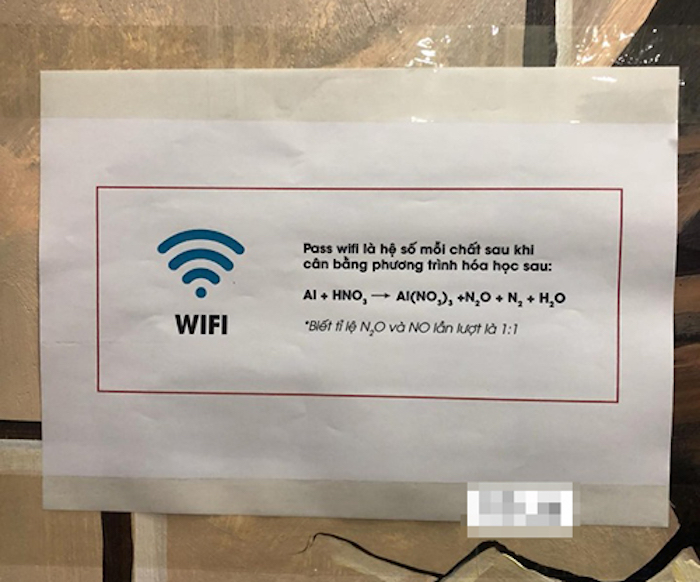 WIFI
Pass wifi là hệ số mỗi chất sau khi
cân bằng phương trình hóa học sau:
Al + HNO₃ → Al(NO₃)₃ +N₂O + N₂ + H₂O
*Biết tỉ lệ N₂O và NO lần lượt là 1:1